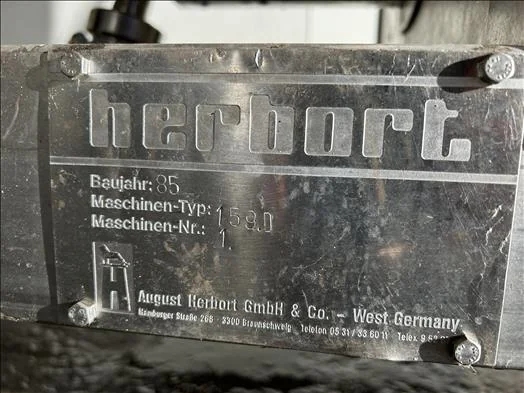 herbort
Baujahr: 85
Maschinen-Typ: 159.D
Maschinen-Nr.: 1.
August Herbort GmbH & Co. - West Germany
Hamburger Straße 268 - 3300 Braunschweig Telefon 05 31 / 33 60 11 Telex